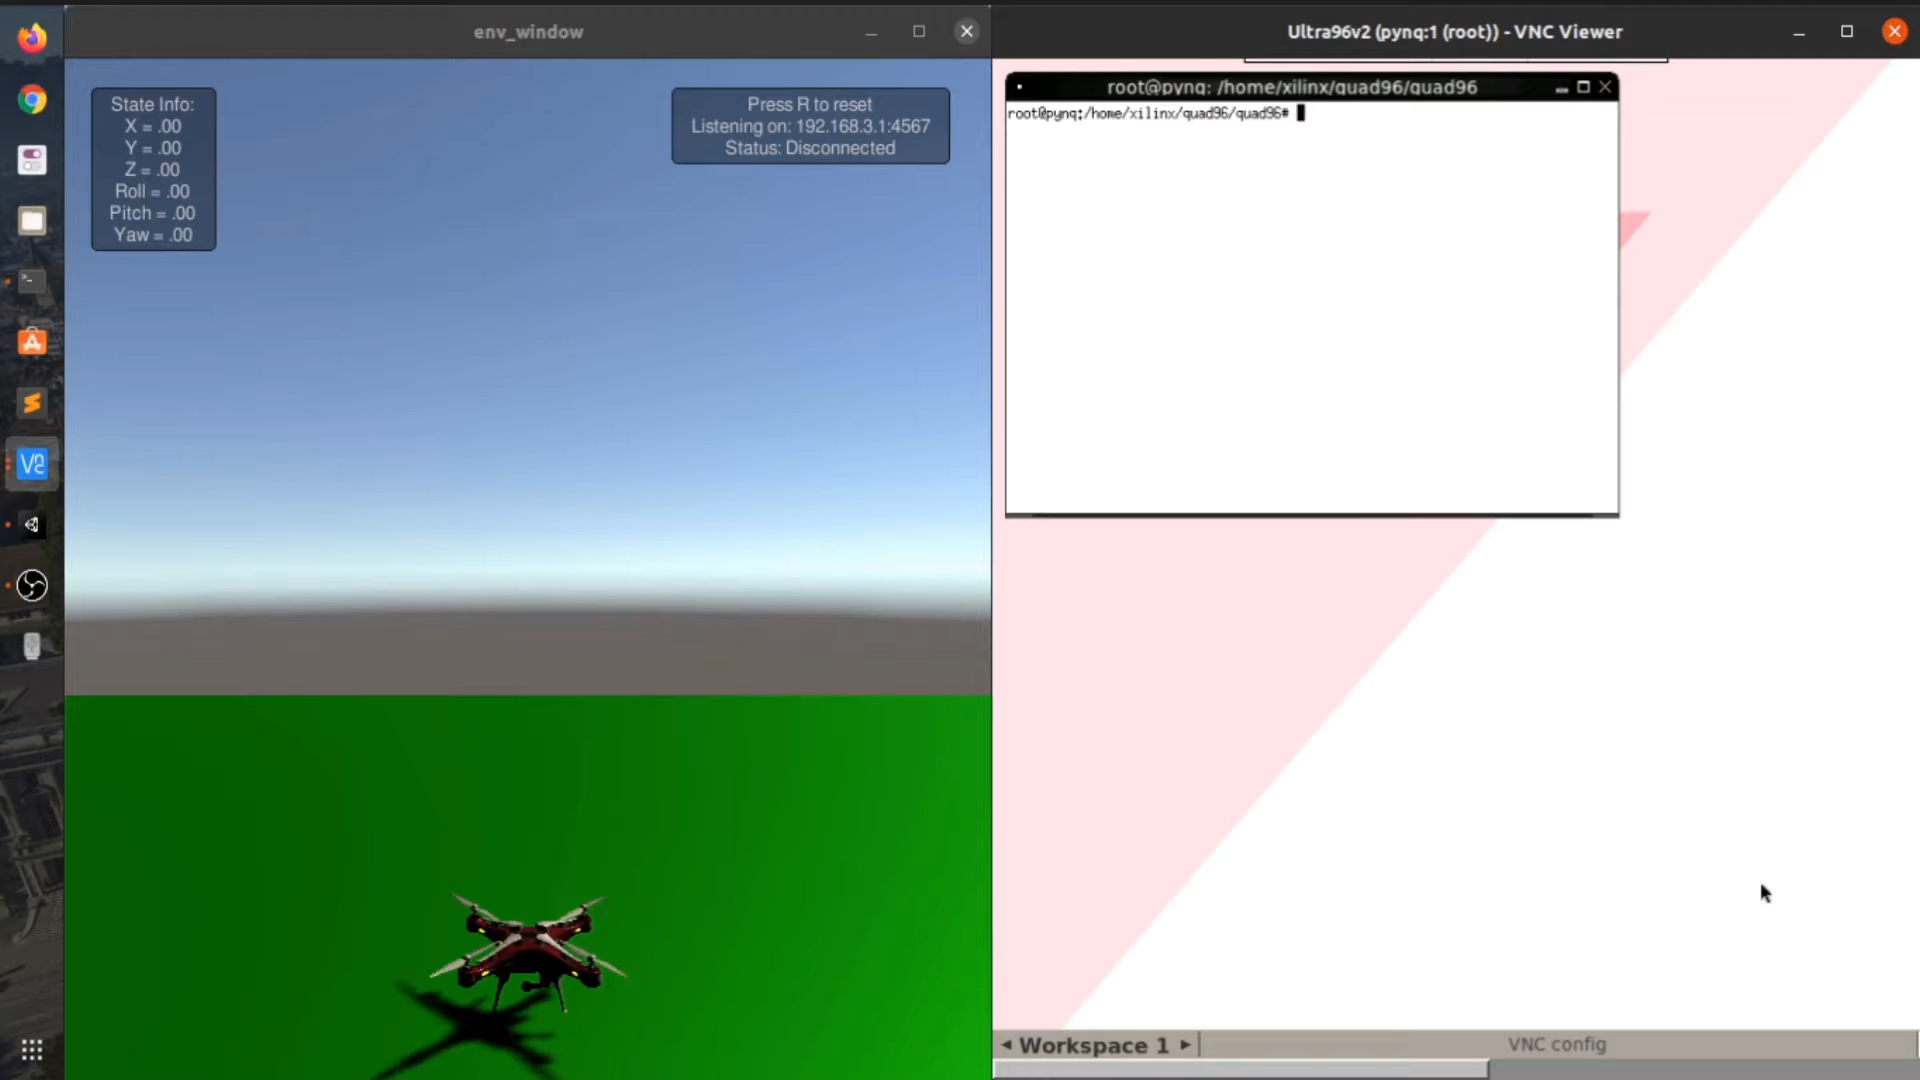 env_window
State Info:
X = .00
Y = .00
Z = .00
Roll = .00
Pitch = .00
Yaw = .00
Press R to reset
Listening on: 192.168.3.1:4567
Status: Disconnected
Ultra96v2 (pynq:1 (root)) - VNC Viewer
root@pynq: /home/xilinx/quad96/quad96
root@pynq:/home/xilinx/quad96/quad96#
Workspace 1
VNC config